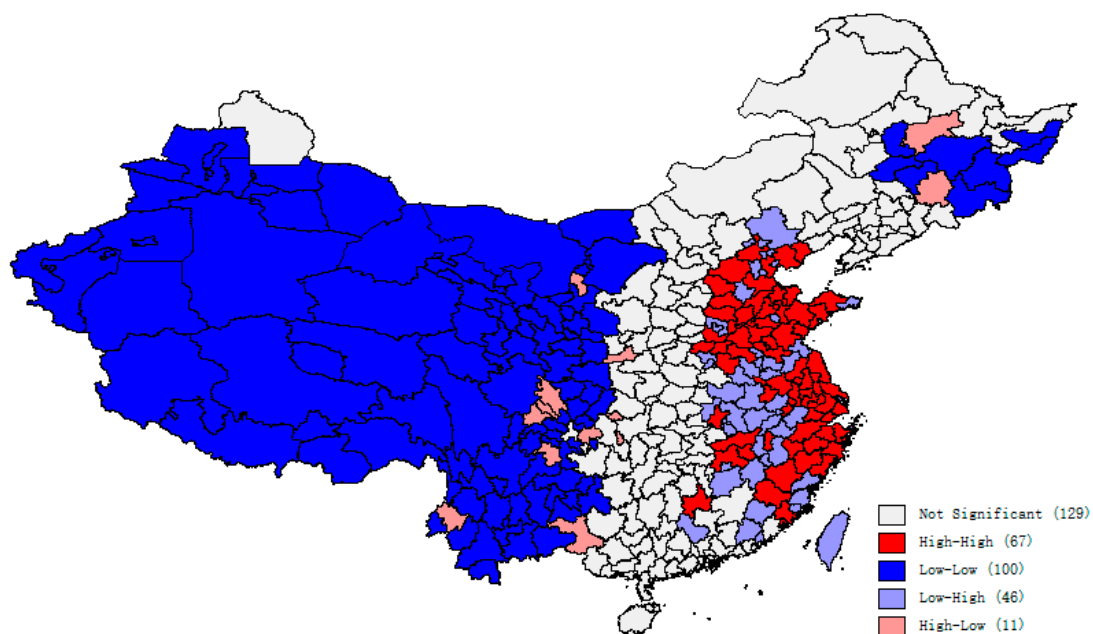 Not Significant (129)
High-High (67)
Low-Low (100)
Low-High (46)
High-Low (11)